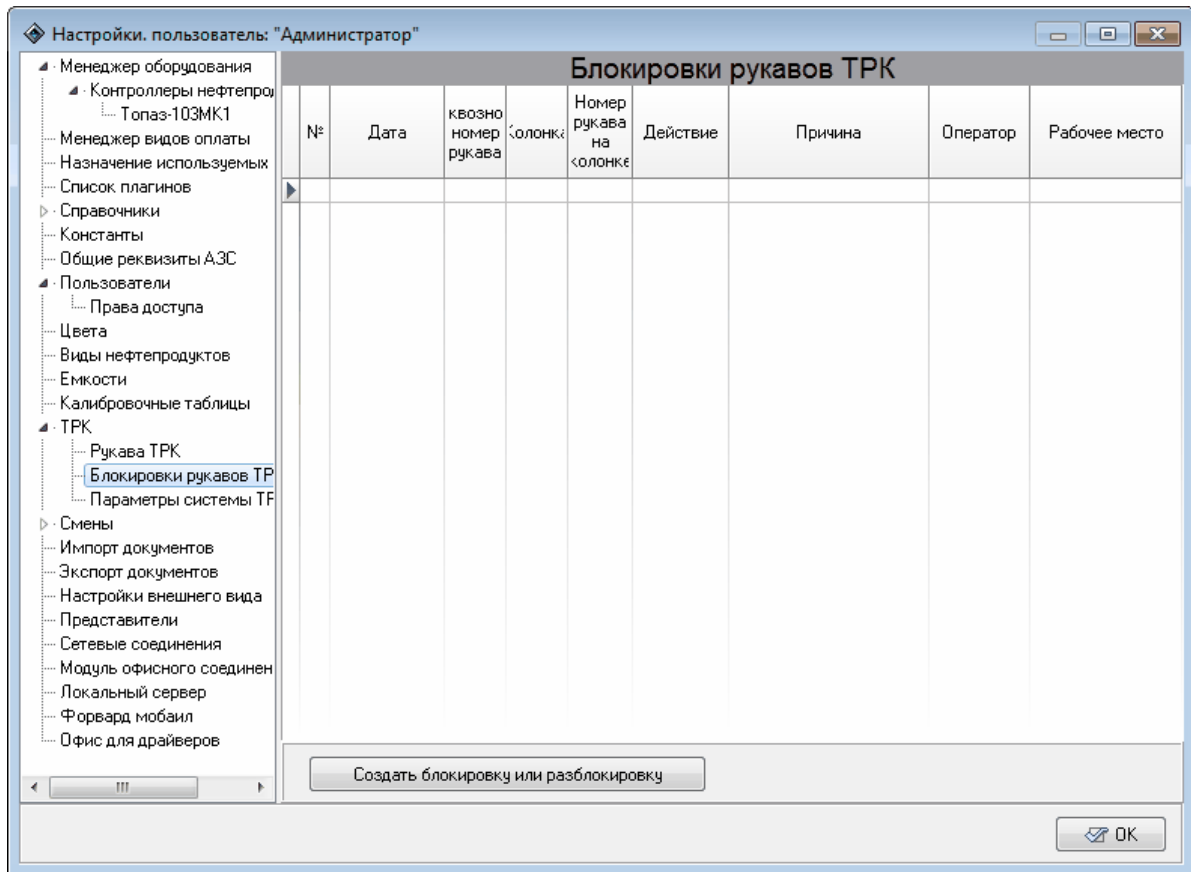 Настройки. пользователь: "Администратор"
Менеджер оборудования
Контроллеры нефтепрод
Топаз-103МК1
Менеджер видов оплаты
Назначение используемых
Список плагинов
Справочники
Константы
Общие реквизиты АЗС
Пользователи
Права доступа
Цвета
Виды нефтепродуктов
Емкости
Калибровочные таблицы
ТРК
Рукава ТРК
Блокировки рукавов ТР
Параметры системы ТР
Смены
Импорт документов
Экспорт документов
Настройки внешнего вида
Представители
Сетевые соединения
Модуль офисного соединен
Локальный сервер
Форвард мобаил
Офис для драйверов
Блокировки рукавов ТРК
№
Дата
квозно
номер
рукава
Колонка
Номер
рукава
на
колонке
Действие
Причина
Оператор
Рабочее место
Создать блокировку или разблокировку
OK